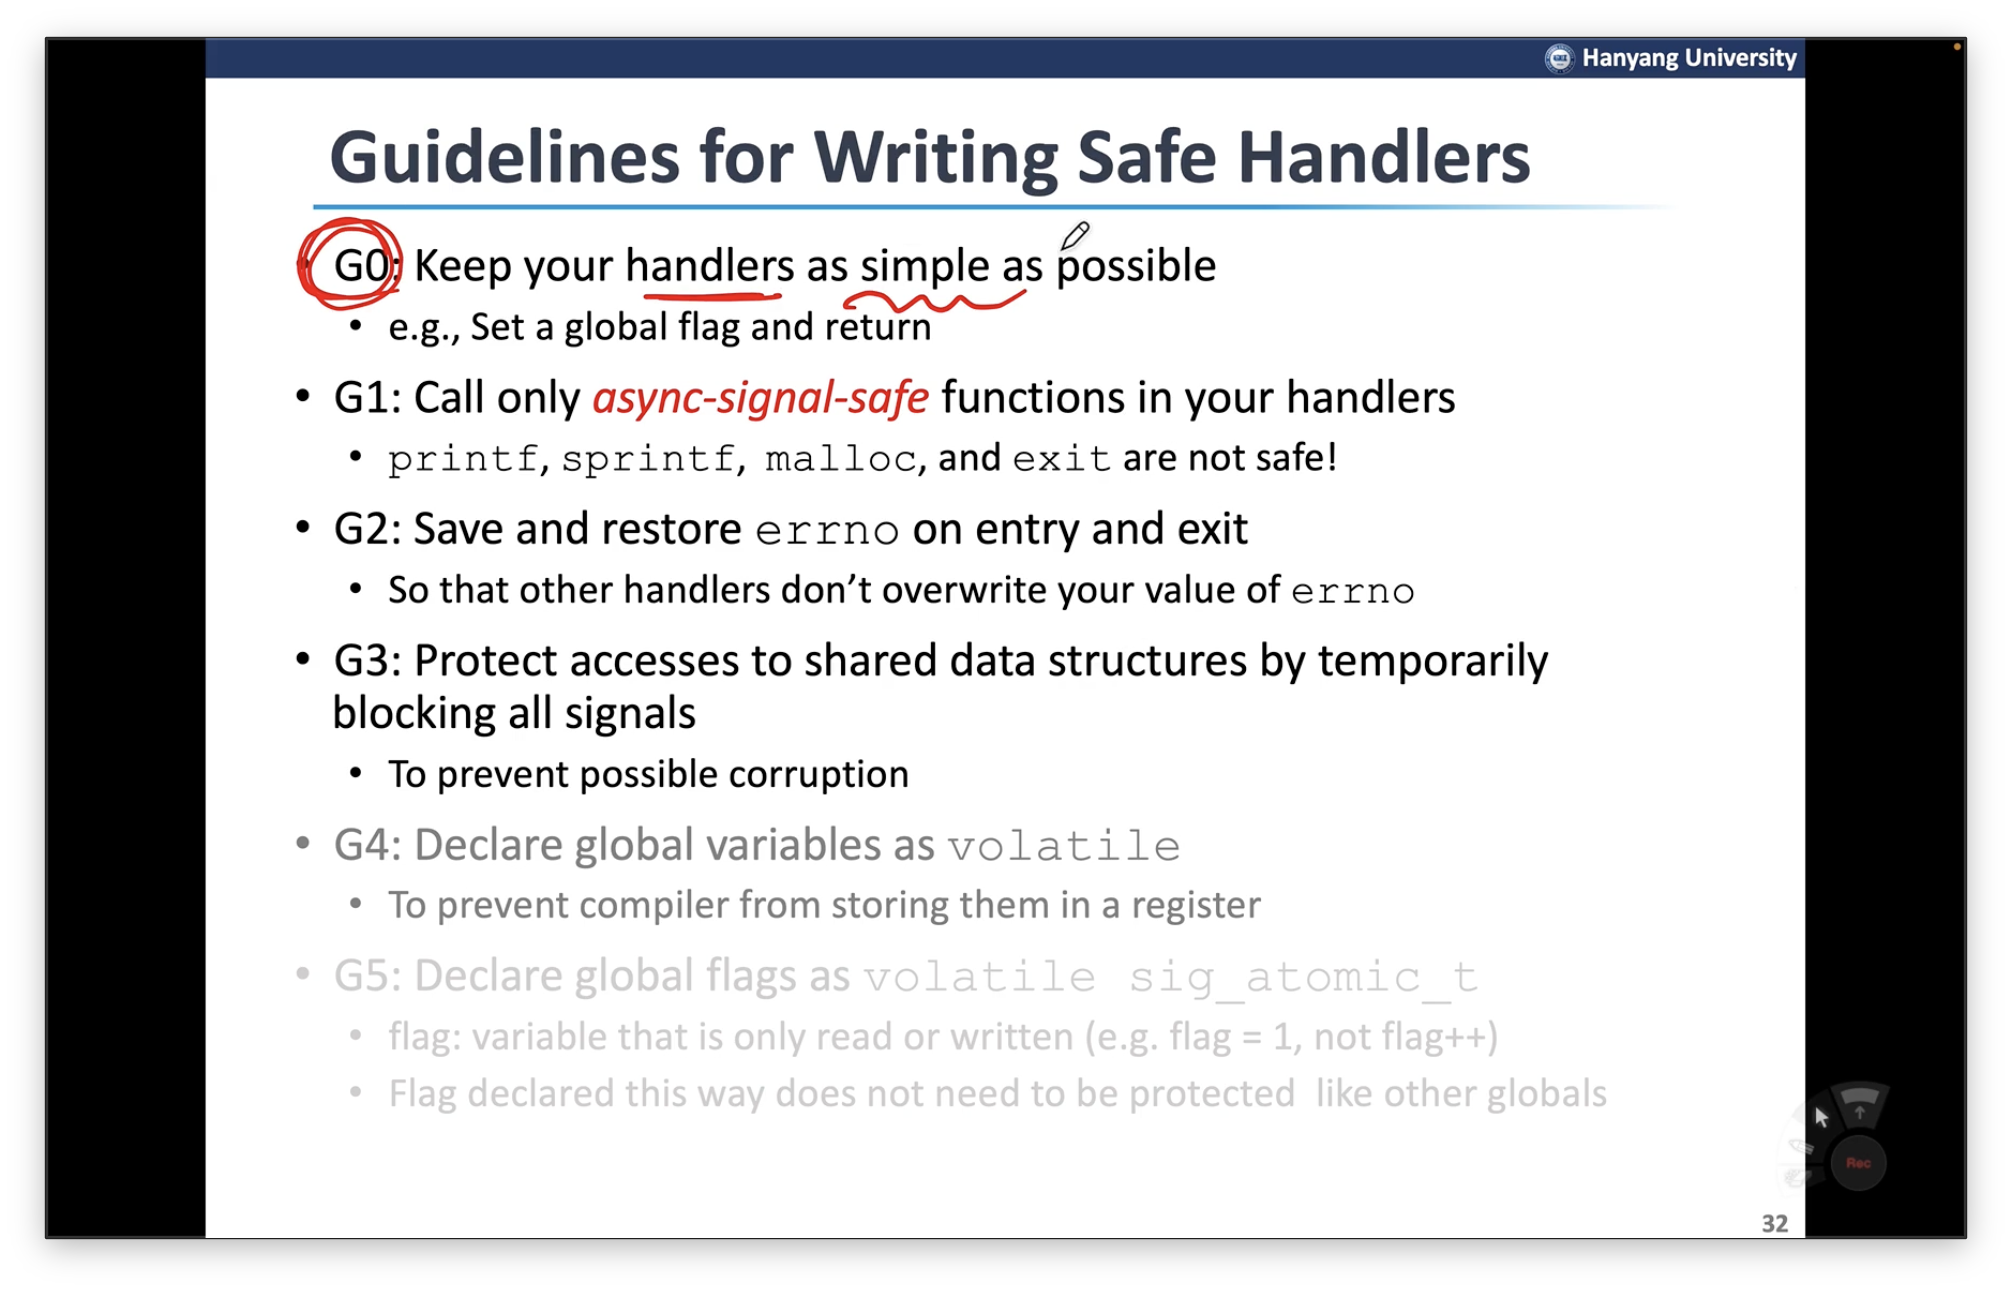 Hanyang University
Guidelines for Writing Safe Handlers
• G0: Keep your handlers as simple as possible
• e.g., Set a global flag and return
• G1: Call only async-signal-safe functions in your handlers
• printf, sprintf, malloc, and exit are not safe!
• G2: Save and restore errno on entry and exit
• So that other handlers don’t overwrite your value of errno
• G3: Protect accesses to shared data structures by temporarily
blocking all signals
• To prevent possible corruption
• G4: Declare global variables as volatile
• To prevent compiler from storing them in a register
• G5: Declare global flags as volatile sig_atomic_t
• flag: variable that is only read or written (e.g. flag = 1, not flag++)
• Flag declared this way does not need to be protected like other globals
Rec
32